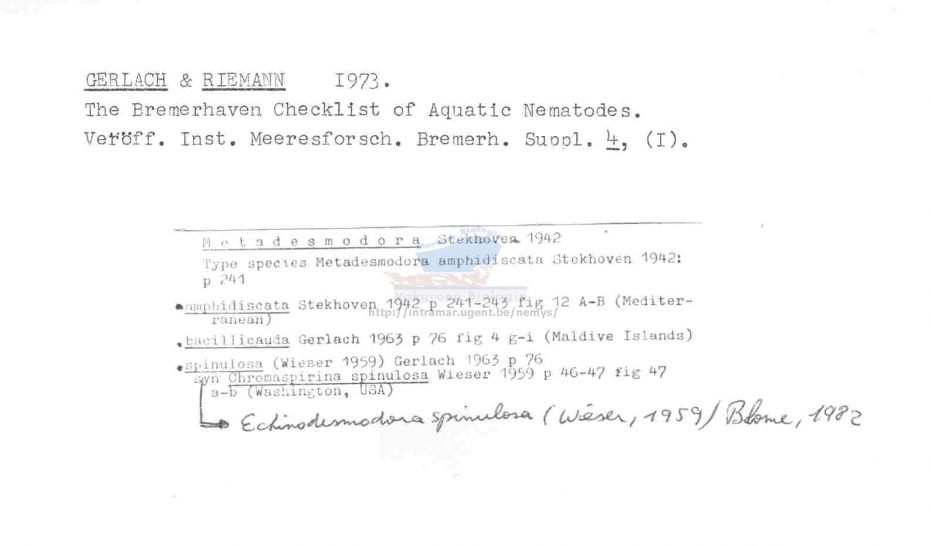 GERLACH & RIEMANN I973.
The Bremerhaven Checklist of Aquatic Nematodes.
Veröff. Inst. Meeresforsch. Bremerh. Suppl. 4, (I).
Metadesmodora Stekhoven 1942
Type species Metadesmodora amphidiscata Stekhoven 1942:
p 241
•amphidiscata Stekhoven 1942 p 241-243 fig 12 A-B (Mediter-
ranean)
http://intramar.ugent.be/nemys/
•bacillicauda Gerlach 1963 p 76 fig 4 g-i (Maldive Islands)
•spinulosa (Wieser 1959) Gerlach 1963 p 76
syn Chromaspirina spinulosa Wieser 1959 p 46-47 fig 47
a-b (Washington, USA)
Echinodesmodora spinulosa (Wieser, 1959) Blome, 1982